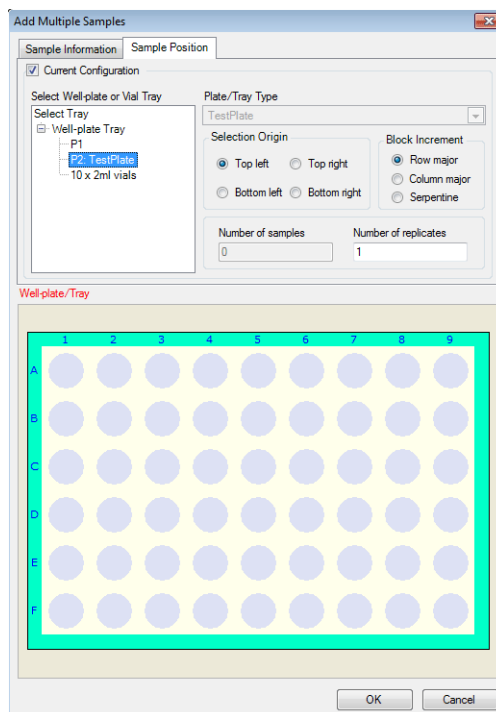 Add Multiple Samples
Sample Information Sample Position
Current Configuration
Select Well-plate or Vial Tray Plate/Tray Type
Select Tray TestPlate
Well-plate Tray
P1
P2: TestPlate
10 x 2ml vials
Selection Origin Block Increment
Top left Top right Row major
Column major
Bottom left Bottom right Serpentine
Number of samples Number of replicates
0 1
Well-plate/Tray
1 2 3 4 5 6 7 8 9
A
B
C
D
E
F
OK Cancel